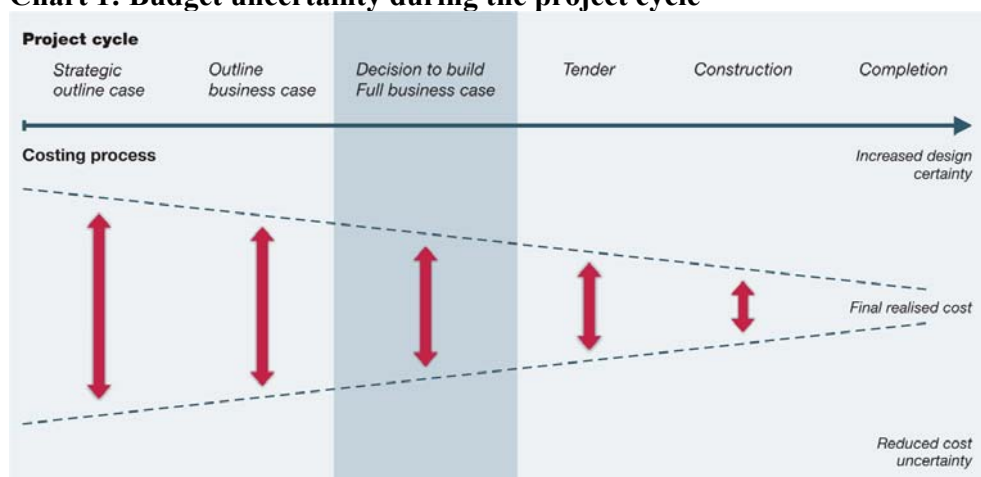 Chart 1: Budget uncertainty during the project cycle
Project cycle
Strategic
outline case
Outline
business case
Decision to build
Full business case
Tender
Construction
Completion
Costing process
Increased design
certainty
Final realised cost
Reduced cost
uncertainty